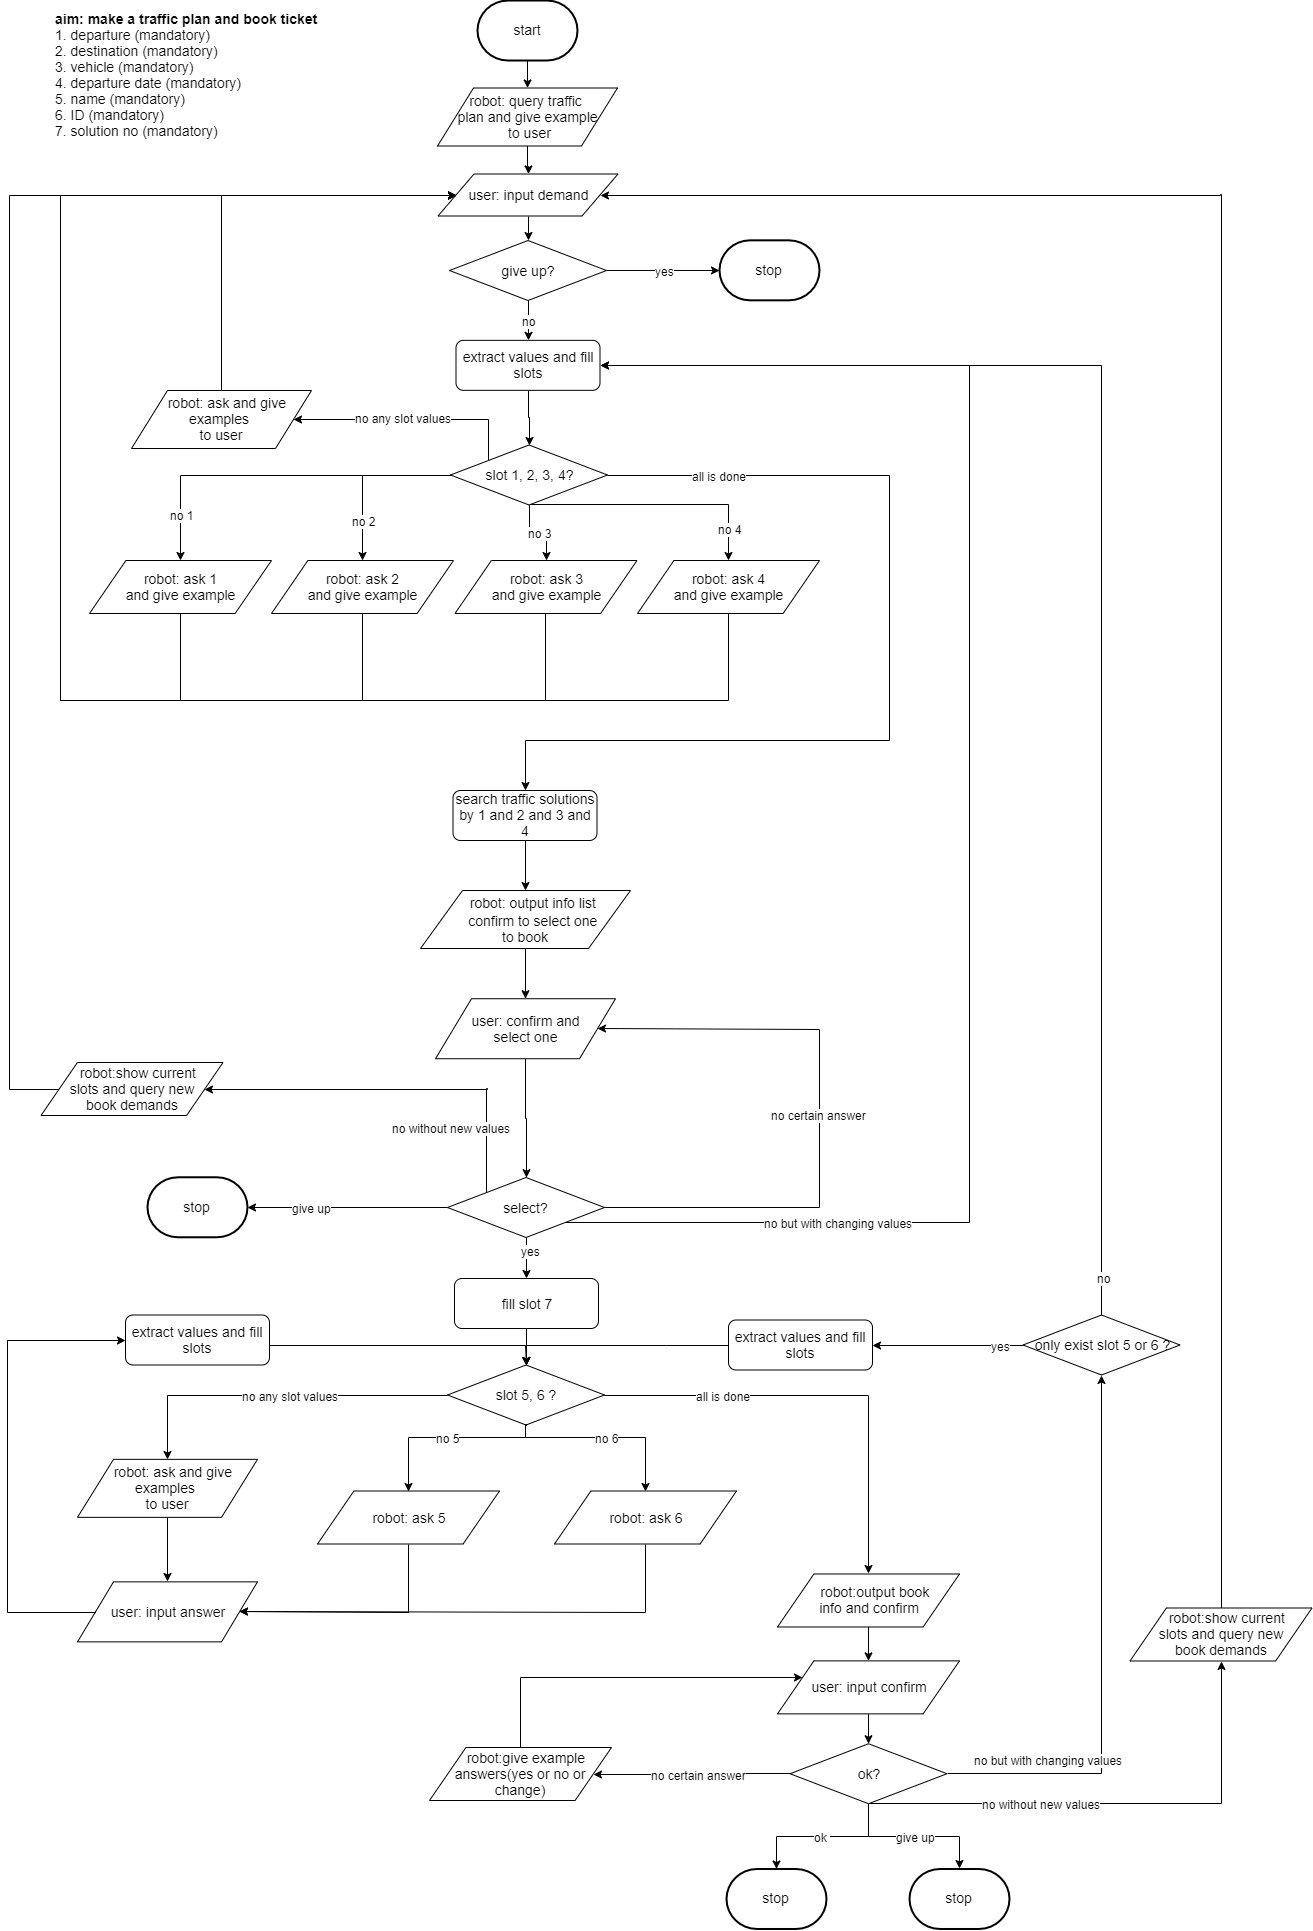 aim: make a traffic plan and book ticket
1. departure (mandatory)
2. destination (mandatory)
3. vehicle (mandatory)
4. departure date (mandatory)
5. name (mandatory)
6. ID (mandatory)
7. solution no (mandatory)
start
robot: query traffic
plan and give example
to user
user: input demand
give up?
yes
stop
no
extract values and fill
slots
robot: ask and give
examples
to user
no any slot values
slot 1, 2, 3, 4?
all is done
no 1
no 2
no 3
no 4
robot: ask 1
and give example
robot: ask 2
and give example
robot: ask 3
and give example
robot: ask 4
and give example
search traffic solutions
by 1 and 2 and 3 and
4
robot: output info list
confirm to select one
to book
user: confirm and
select one
robot:show current
slots and query new
book demands
no without new values
no certain answer
stop
give up
select?
no but with changing values
yes
fill slot 7
no
extract values and fill
slots
extract values and fill
slots
yes
only exist slot 5 or 6 ?
no any slot values
slot 5, 6 ?
all is done
no 5
no 6
robot: ask and give
examples
to user
robot: ask 5
robot: ask 6
user: input answer
robot:output book
info and confirm
robot:show current
slots and query new
book demands
user: input confirm
robot:give example
answers(yes or no or
change)
no certain answer
ok?
no but with changing values
no without new values
ok
give up
stop
stop